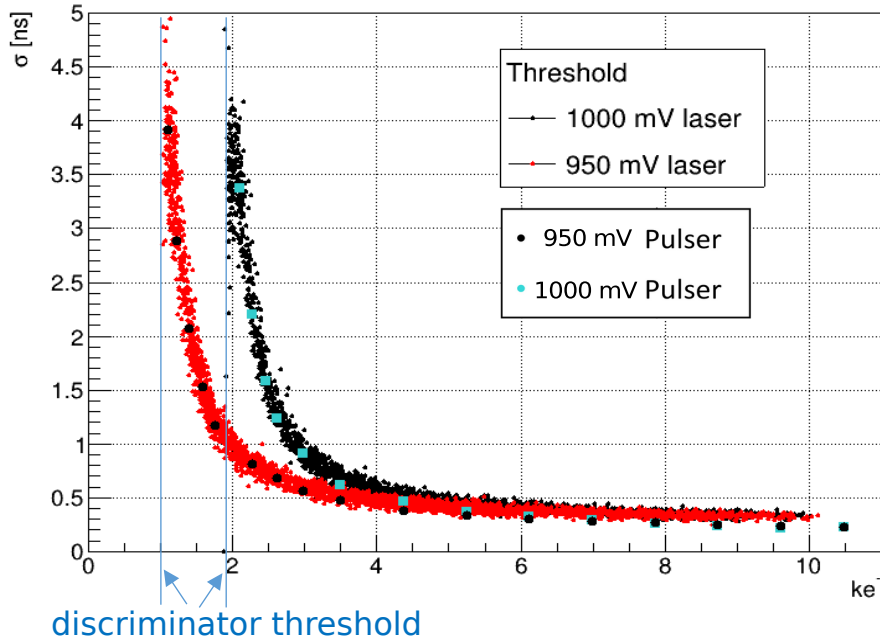 σ [ns]
5
4.5
4
3.5
3
2.5
2
1.5
1
0.5
0
Threshold
1000 mV laser
950 mV laser
950 mV Pulser
1000 mV Pulser
0
2
4
6
8
10
ke⁻
discriminator threshold